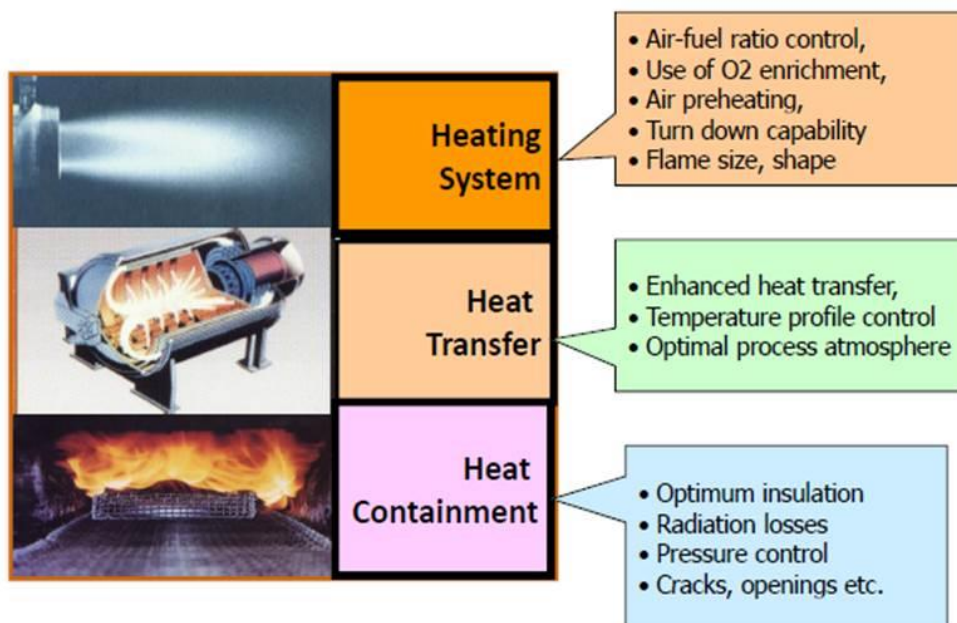 Heating
System
• Air-fuel ratio control,
• Use of O2 enrichment,
• Air preheating,
• Turn down capability
• Flame size, shape
Heat
Transfer
• Enhanced heat transfer,
• Temperature profile control
• Optimal process atmosphere
Heat
Containment
• Optimum insulation
• Radiation losses
• Pressure control
• Cracks, openings etc.